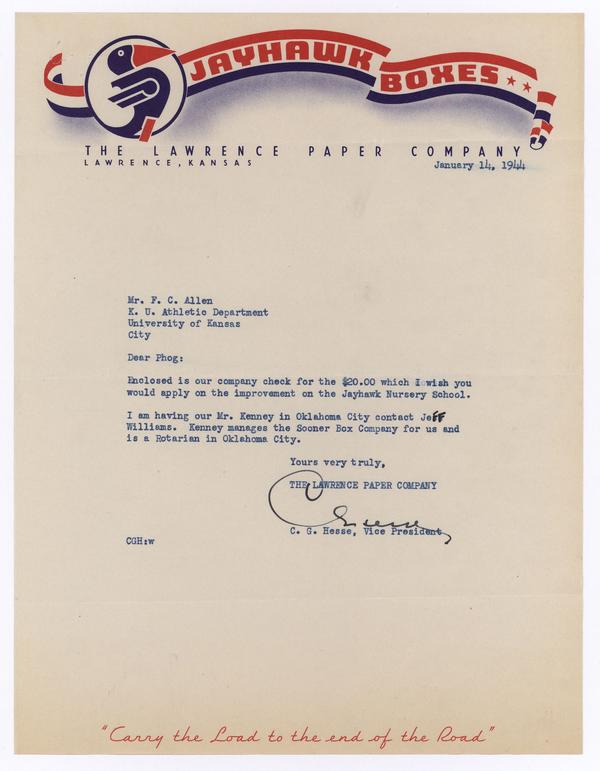 JAYHAWK BOXES
THE LAWRENCE PAPER COMPANY
LAWRENCE, KANSAS
January 14, 1944
Mr. F. C. Allen
K. U. Athletic Department
University of Kansas
City
Dear Phog:
Enclosed is our company check for the $20.00 which I wish you
would apply on the improvement on the Jayhawk Nursery School.
I am having our Mr. Kenney in Oklahoma City contact Jeff
Williams. Kenney manages the Sooner Box Company for us and
is a Rotarian in Oklahoma City.
Yours very truly,
THE LAWRENCE PAPER COMPANY
CGHesse
C. G. Hesse, Vice President
CGH:w
"Carry the Load to the end of the Road"